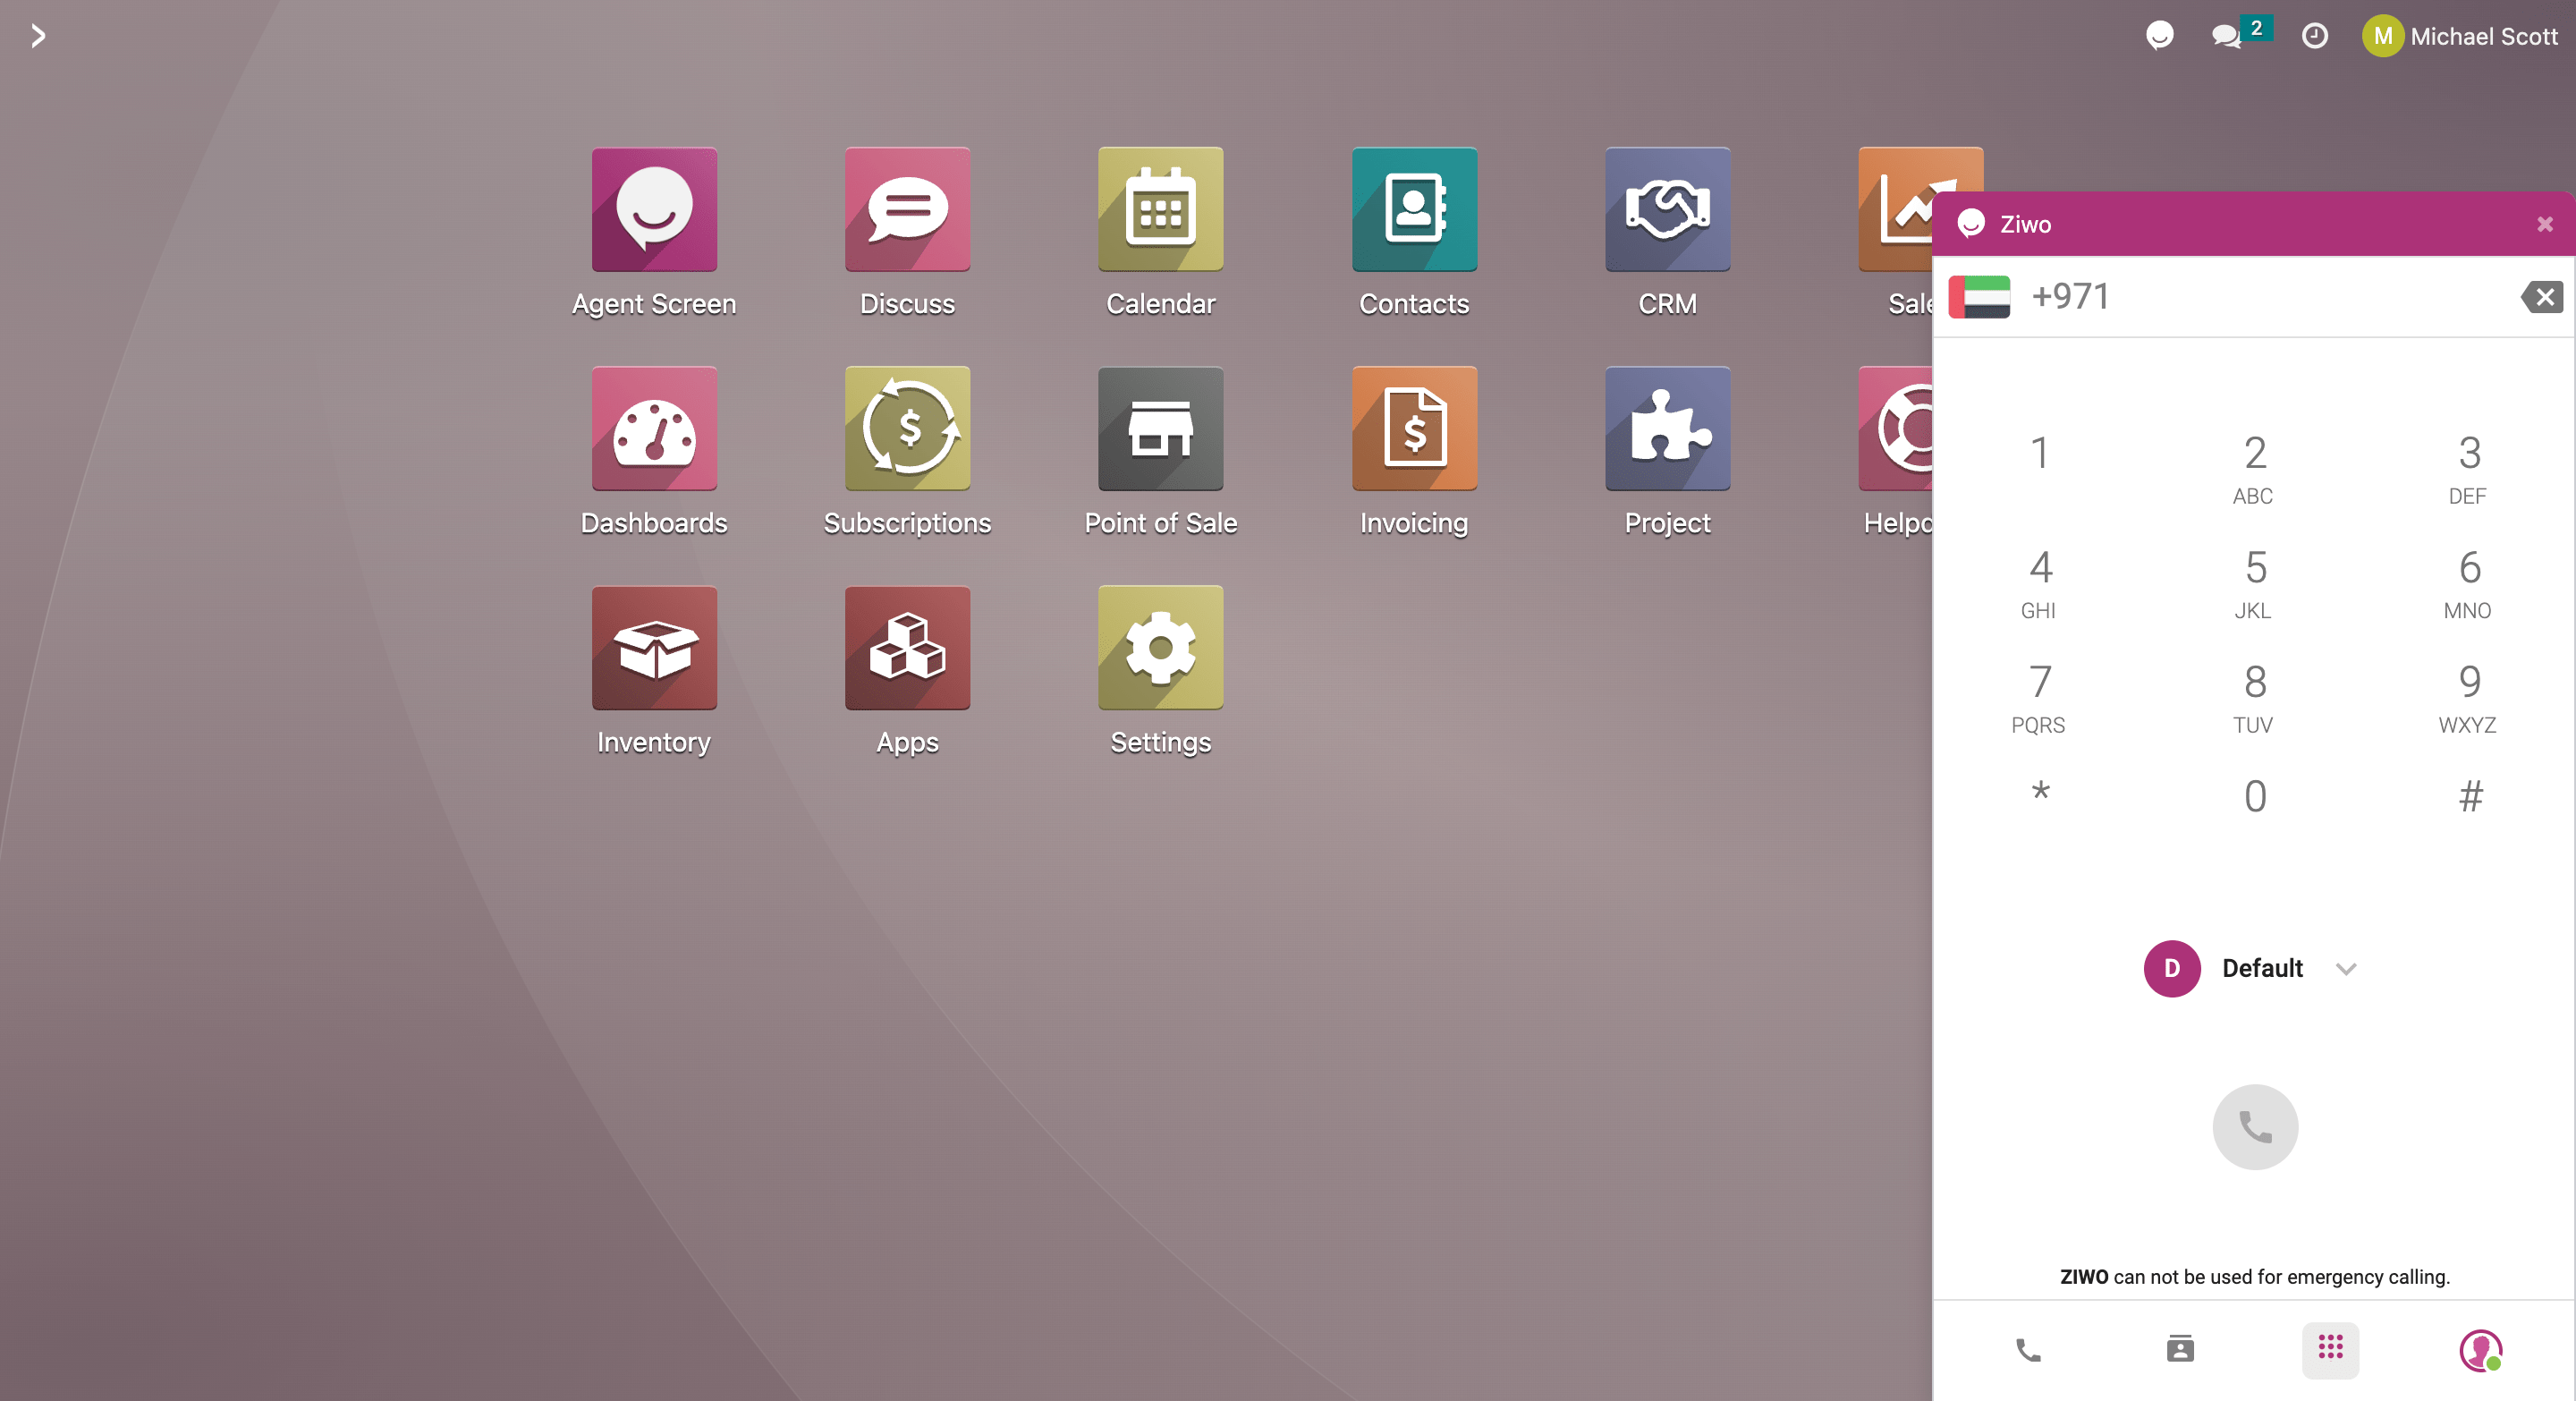 2
M Michael Scott
Agent Screen
Discuss
Calendar
Contacts
CRM
Dashboards
Subscriptions
Point of Sale
Invoicing
Project
Inventory
Apps
Settings
Ziwo
+971
1
2
3
ABC
DEF
4
5
6
GHI
JKL
MNO
7
8
9
PQRS
TUV
WXYZ
*
0
#
D Default
ZIWO can not be used for emergency calling.